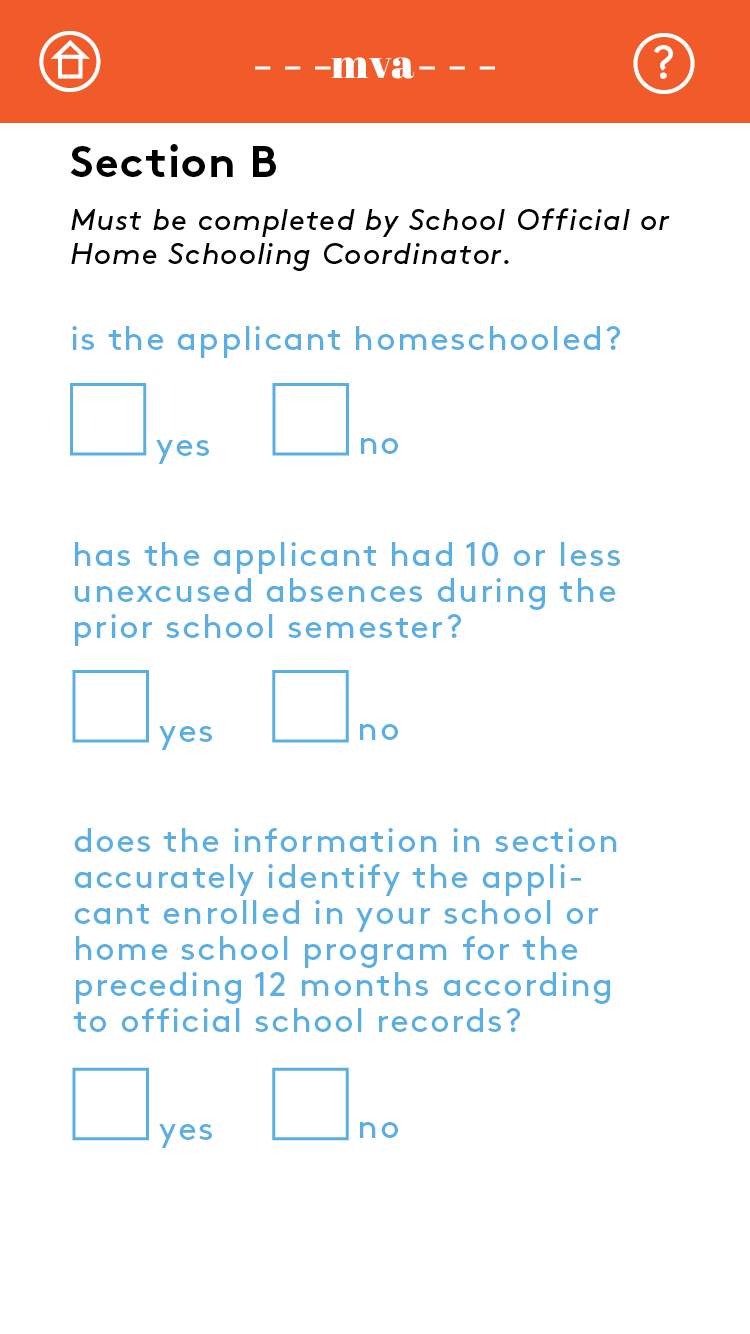 - - -mva- - -
?
Section B
Must be completed by School Official or
Home Schooling Coordinator.
is the applicant homeschooled?
yes no
has the applicant had 10 or less
unexcused absences during the
prior school semester?
yes no
does the information in section
accurately identify the appli-
cant enrolled in your school or
home school program for the
preceding 12 months according
to official school records?
yes no